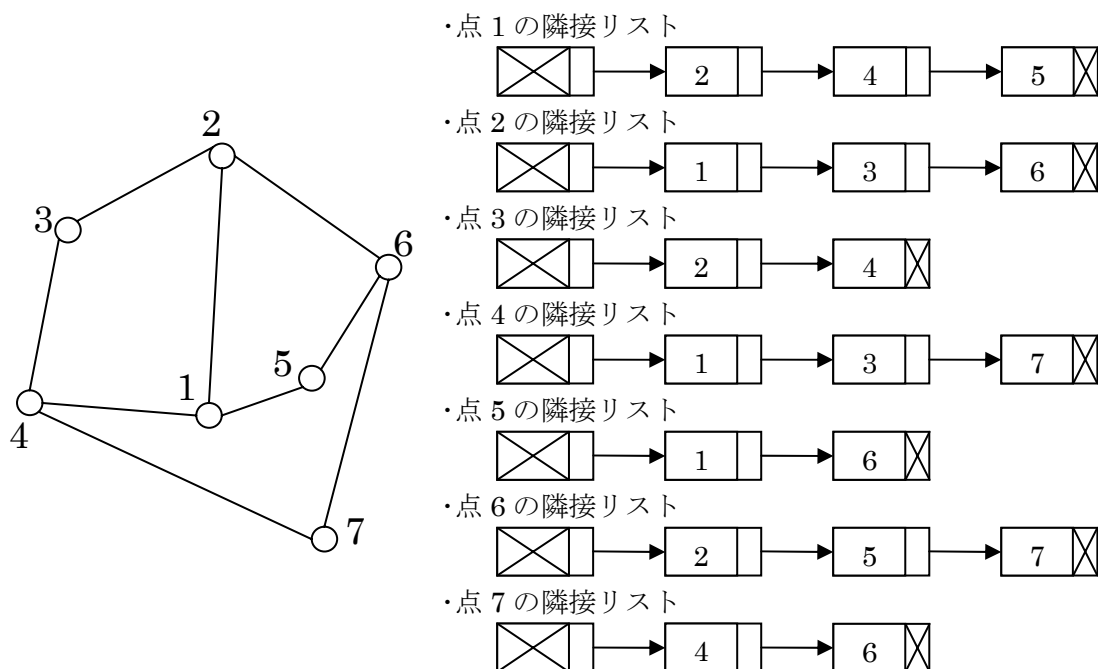 2
3
6
5
1
4
7
・点 1 の隣接リスト
2 4 5
・点 2 の隣接リスト
1 3 6
・点 3 の隣接リスト
2 4
・点 4 の隣接リスト
1 3 7
・点 5 の隣接リスト
1 6
・点 6 の隣接リスト
2 5 7
・点 7 の隣接リスト
4 6